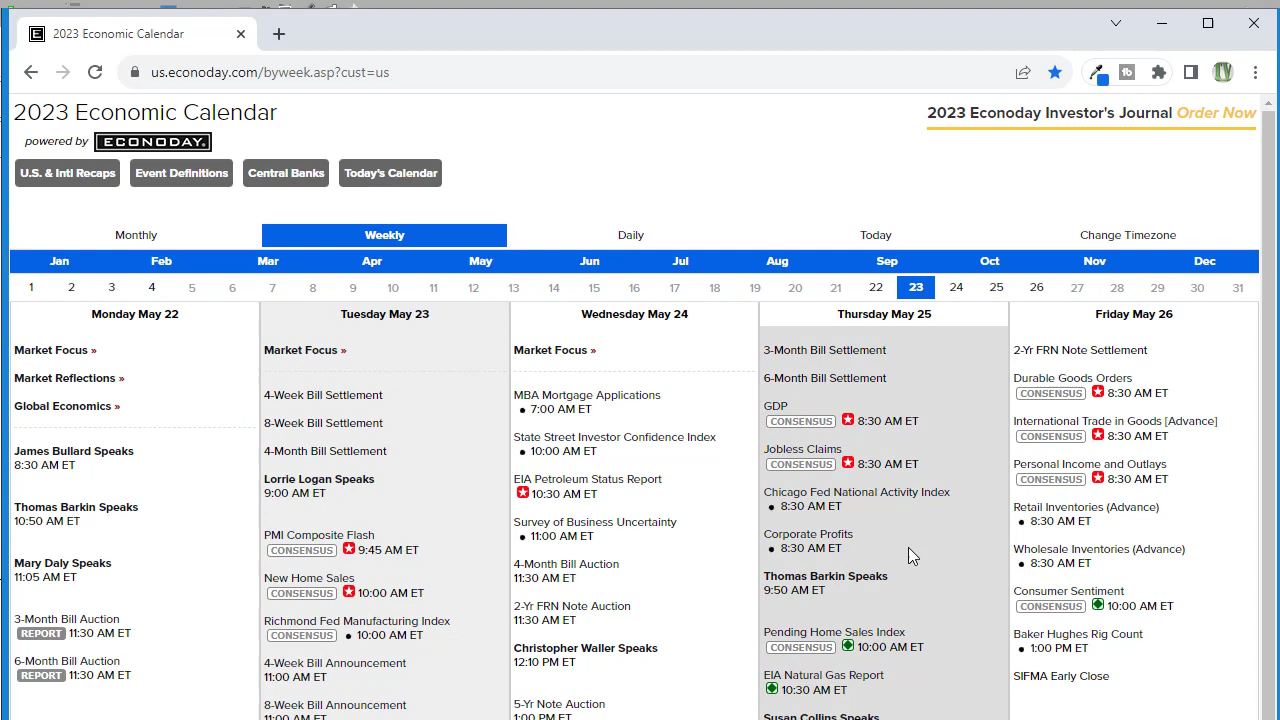 2023 Economic Calendar
us.econoday.com/byweek.asp?cust=us
2023 Economic Calendar
2023 Econoday Investor's Journal Order Now
powered by ECONODAY.
U.S. & Intl Recaps Event Definitions Central Banks Today's Calendar
Monthly Weekly Daily Today Change Timezone
Jan Feb Mar Apr May Jun Jul Aug Sep Oct Nov Dec
1 2 3 4 5 6 7 8 9 10 11 12 13 14 15 16 17 18 19 20 21 22 23 24 25 26 27 28 29 30 31
Monday May 22
Market Focus »
Market Reflections »
Global Economics »
James Bullard Speaks
8:30 AM ET
Thomas Barkin Speaks
10:50 AM ET
Mary Daly Speaks
11:05 AM ET
3-Month Bill Auction
REPORT 11:30 AM ET
6-Month Bill Auction
REPORT 11:30 AM ET
Tuesday May 23
Market Focus »
4-Week Bill Settlement
8-Week Bill Settlement
4-Month Bill Settlement
Lorrie Logan Speaks
9:00 AM ET
PMI Composite Flash
CONSENSUS 9:45 AM ET
New Home Sales
CONSENSUS 10:00 AM ET
Richmond Fed Manufacturing Index
CONSENSUS • 10:00 AM ET
4-Week Bill Announcement
11:00 AM ET
8-Week Bill Announcement
11:00 AM ET
Wednesday May 24
Market Focus »
MBA Mortgage Applications
• 7:00 AM ET
State Street Investor Confidence Index
• 10:00 AM ET
EIA Petroleum Status Report
10:30 AM ET
Survey of Business Uncertainty
• 11:00 AM ET
4-Month Bill Auction
11:30 AM ET
2-Yr FRN Note Auction
11:30 AM ET
Christopher Waller Speaks
12:10 PM ET
5-Yr Note Auction
1:00 PM ET
Thursday May 25
3-Month Bill Settlement
6-Month Bill Settlement
GDP
CONSENSUS 8:30 AM ET
Jobless Claims
CONSENSUS 8:30 AM ET
Chicago Fed National Activity Index
• 8:30 AM ET
Corporate Profits
• 8:30 AM ET
Thomas Barkin Speaks
9:50 AM ET
Pending Home Sales Index
CONSENSUS 10:00 AM ET
EIA Natural Gas Report
10:30 AM ET
Susan Collins Speaks
Friday May 26
2-Yr FRN Note Settlement
Durable Goods Orders
CONSENSUS 8:30 AM ET
International Trade in Goods [Advance]
CONSENSUS 8:30 AM ET
Personal Income and Outlays
CONSENSUS 8:30 AM ET
Retail Inventories (Advance)
• 8:30 AM ET
Wholesale Inventories (Advance)
• 8:30 AM ET
Consumer Sentiment
CONSENSUS 10:00 AM ET
Baker Hughes Rig Count
• 1:00 PM ET
SIFMA Early Close